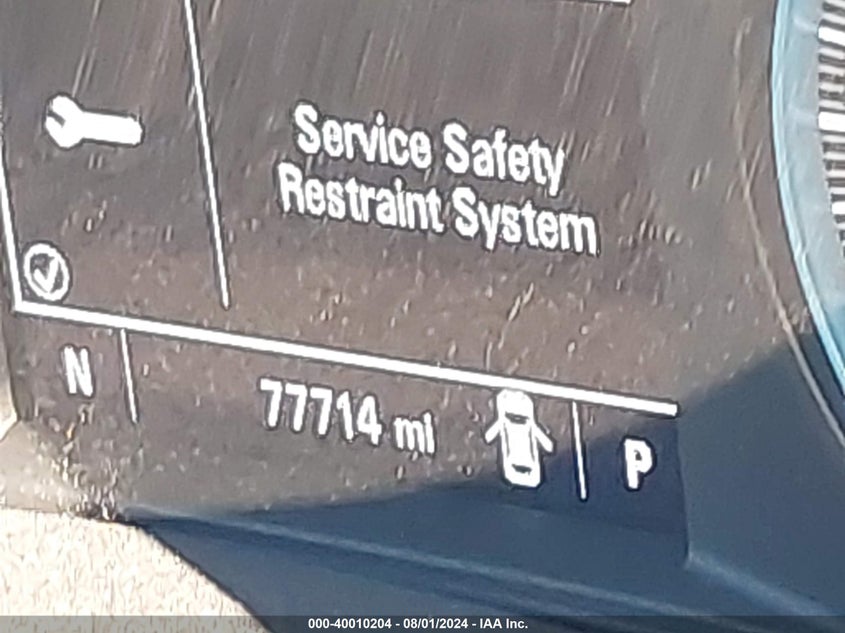 Service Safety
Restraint System
N 77714 mi P
000-40010204 - 08/01/2024 - IAA Inc.